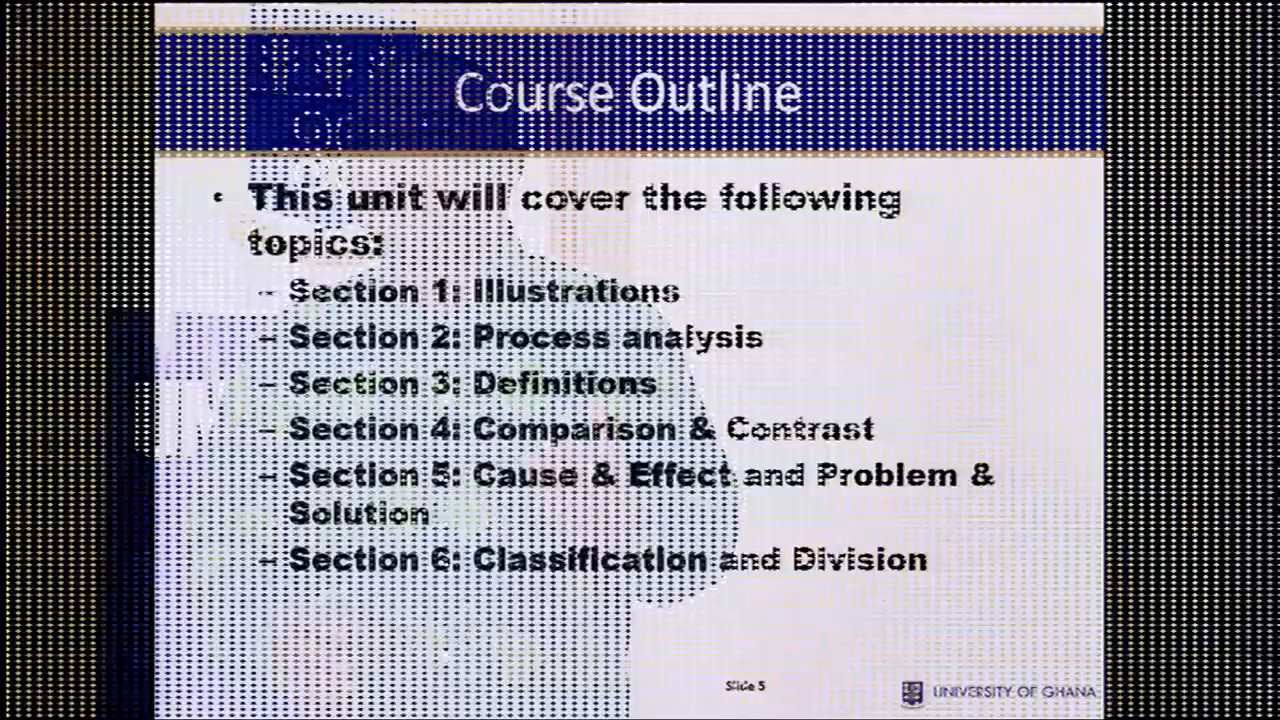 Course Outline
• This unit will cover the following
topics:
– Section 1: Illustrations
– Section 2: Process analysis
– Section 3: Definitions
– Section 4: Comparison & Contrast
– Section 5: Cause & Effect and Problem &
Solution
– Section 6: Classification and Division
Slide 5
UNIVERSITY OF GHANA